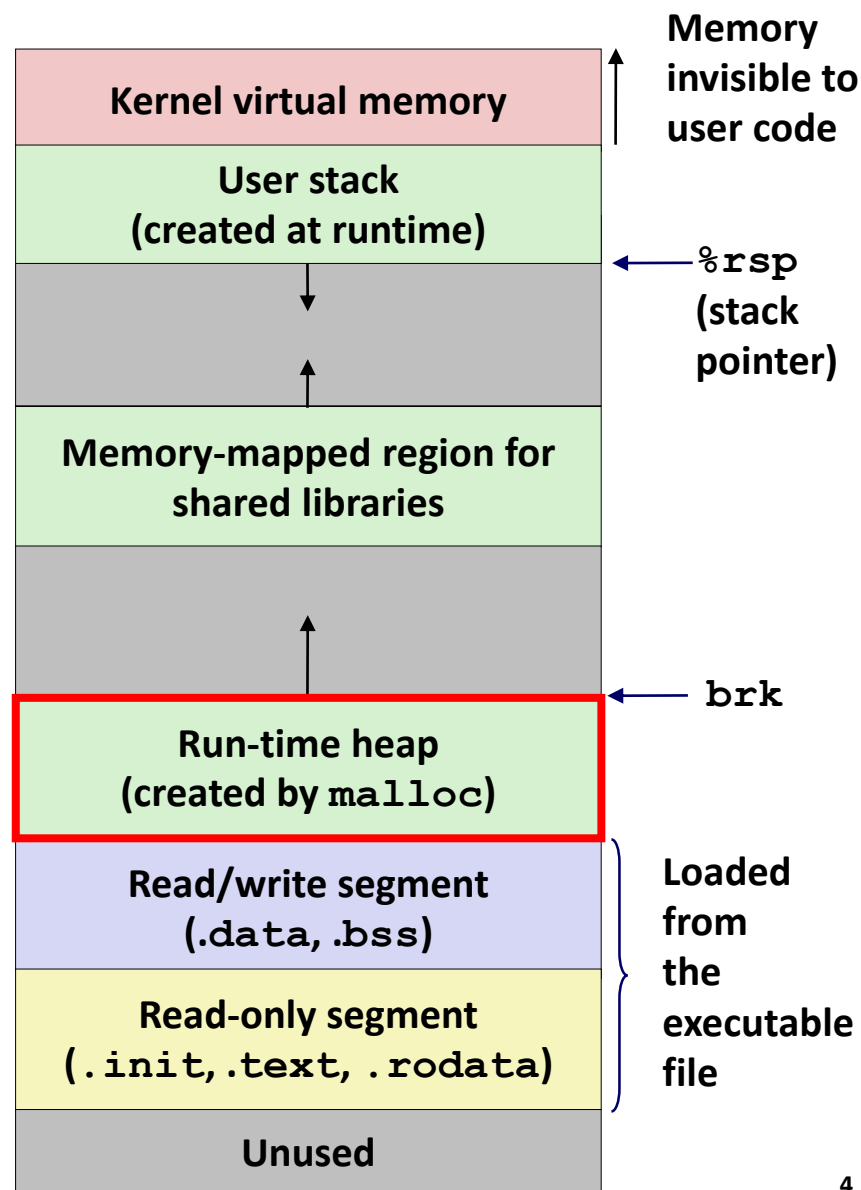 Memory
invisible to
user code
Kernel virtual memory
User stack
(created at runtime)
%rsp
(stack
pointer)
Memory-mapped region for
shared libraries
brk
Run-time heap
(created by malloc)
Read/write segment
(.data, .bss)
Read-only segment
(.init, .text, .rodata)
Loaded
from
the
executable
file
Unused
4